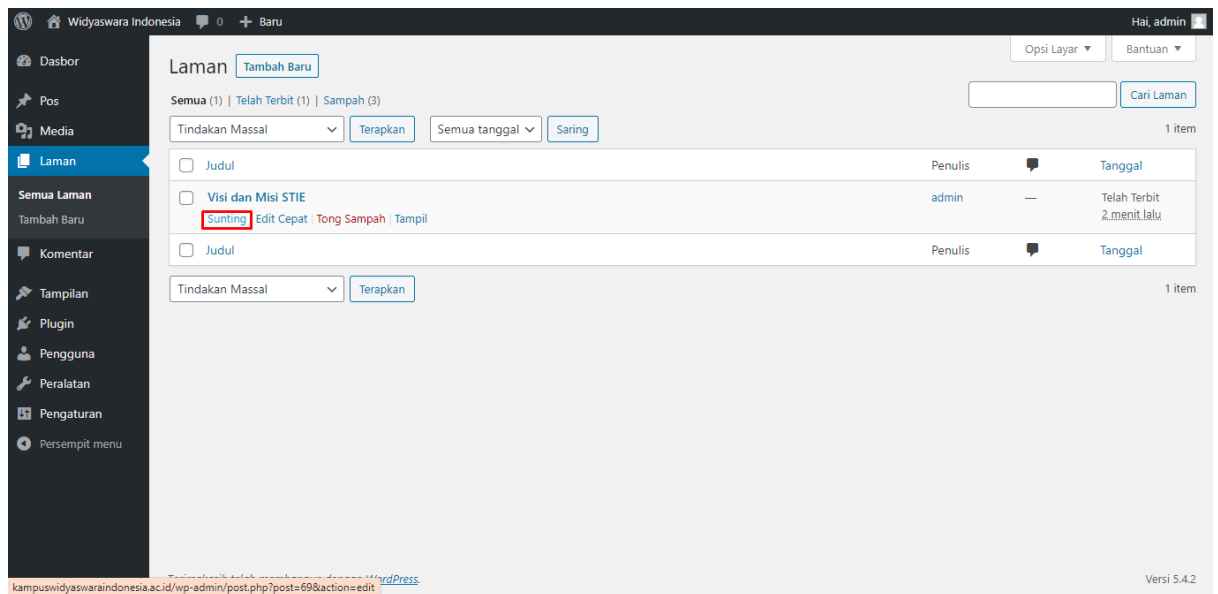 Widyaswara Indonesia 0 + Baru Hai, admin
Dasbor
Pos
Media
Laman
Semua Laman
Tambah Baru
Komentar
Tampilan
Plugin
Pengguna
Peralatan
Pengaturan
Persempit menu
Opsi Layar ▼ Bantuan ▼
Laman Tambah Baru
Semua (1) | Telah Terbit (1) | Sampah (3)
Cari Laman
Tindakan Massal Terapkan Semua tanggal Saring 1 item
Judul Penulis Tanggal
Visi dan Misi STIE admin — Telah Terbit
Sunting Edit Cepat | Tong Sampah | Tampil 2 menit lalu
Judul Penulis Tanggal
Tindakan Massal Terapkan 1 item
Terimakasih telah membangun dengan WordPress. Versi 5.4.2
kampuswidyaswaraindonesia.ac.id/wp-admin/post.php?post=69&action=edit